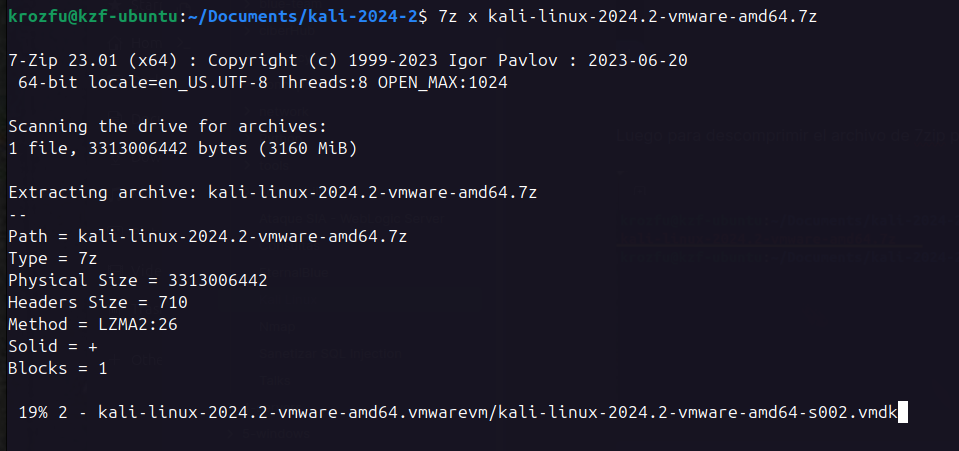 krozfu@kzf-ubuntu:~/Documents/kali-2024-2$ 7z x kali-linux-2024.2-vmware-amd64.7z
7-Zip 23.01 (x64) : Copyright (c) 1999-2023 Igor Pavlov : 2023-06-20
64-bit locale=en_US.UTF-8 Threads:8 OPEN_MAX:1024
Scanning the drive for archives:
1 file, 3313006442 bytes (3160 MiB)
Extracting archive: kali-linux-2024.2-vmware-amd64.7z
--
Path = kali-linux-2024.2-vmware-amd64.7z
Type = 7z
Physical Size = 3313006442
Headers Size = 710
Method = LZMA2:26
Solid = +
Blocks = 1
19% 2 - kali-linux-2024.2-vmware-amd64.vmwarevm/kali-linux-2024.2-vmware-amd64-s002.vmdk